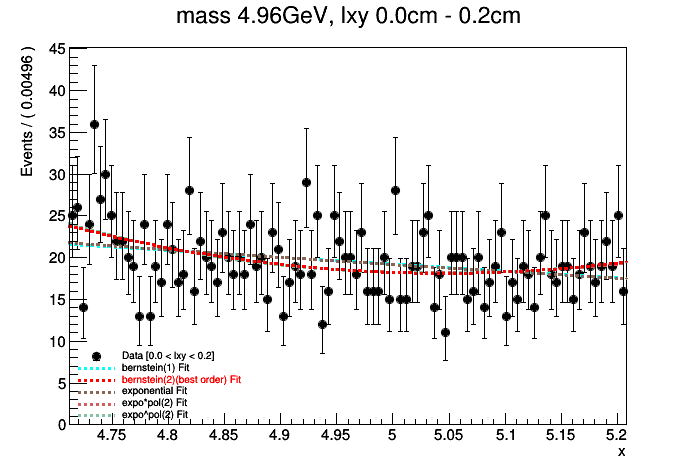 mass 4.96GeV, lxy 0.0cm - 0.2cm
Events / ( 0.00496 )
45
40
35
30
25
20
15
10
5
0
Data [0.0 < lxy < 0.2]
bernstein(1) Fit
bernstein(2)(best order) Fit
exponential Fit
expo*pol(2) Fit
expo^pol(2) Fit
4.75 4.8 4.85 4.9 4.95 5 5.05 5.1 5.15 5.2
x